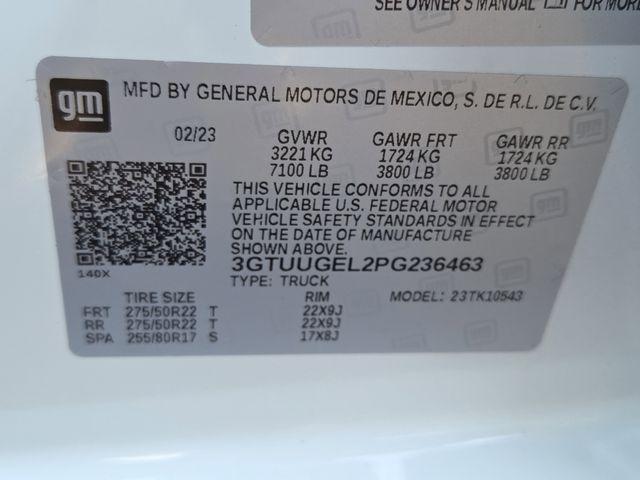 SEE OWNER'S MANUAL FOR MORE
gm MFD BY GENERAL MOTORS DE MEXICO, S. DE R.L. DE C.V.
02/23 GVWR GAWR FRT GAWR RR
3221 KG 1724 KG 1724 KG
7100 LB 3800 LB 3800 LB
THIS VEHICLE CONFORMS TO ALL
APPLICABLE U.S. FEDERAL MOTOR
VEHICLE SAFETY STANDARDS IN EFFECT
ON THE DATE OF MANUFACTURE
SHOWN ABOVE.
140X 3GTUUGEL2PG236463
TYPE: TRUCK
TIRE SIZE RIM MODEL: 23TK10543
FRT 275/50R22 T 22X9J
RR 275/50R22 T 22X9J
SPA 255/80R17 S 17X8J